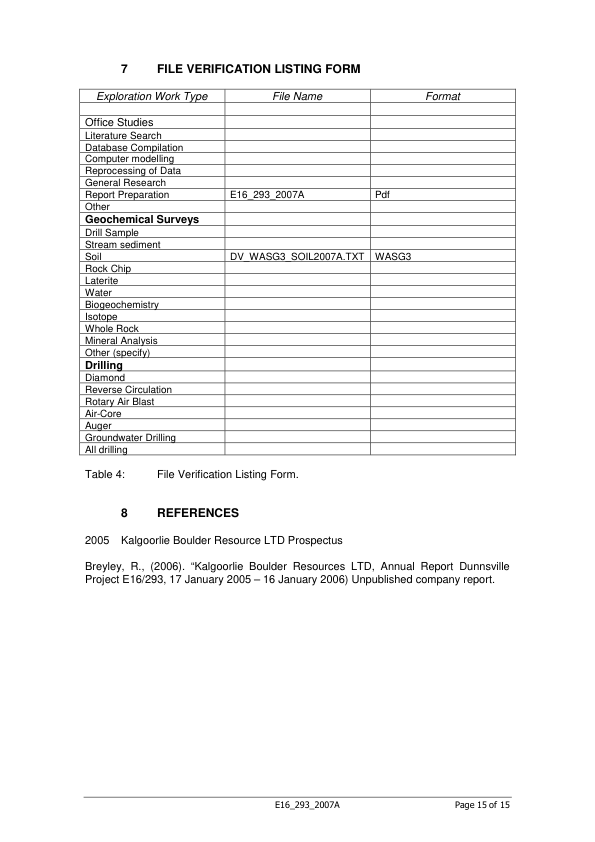 7 FILE VERIFICATION LISTING FORM
Exploration Work Type File Name Format
Office Studies
Literature Search
Database Compilation
Computer modelling
Reprocessing of Data
General Research
Report Preparation E16_293_2007A Pdf
Other
Geochemical Surveys
Drill Sample
Stream sediment
Soil DV_WASG3_SOIL2007A.TXT WASG3
Rock Chip
Laterite
Water
Biogeochemistry
Isotope
Whole Rock
Mineral Analysis
Other (specify)
Drilling
Diamond
Reverse Circulation
Rotary Air Blast
Air-Core
Auger
Groundwater Drilling
All drilling
Table 4: File Verification Listing Form.
8 REFERENCES
2005 Kalgoorlie Boulder Resource LTD Prospectus
Breyley, R., (2006). “Kalgoorlie Boulder Resources LTD, Annual Report Dunnsville
Project E16/293, 17 January 2005 – 16 January 2006) Unpublished company report.
E16_293_2007A Page 15 of 15